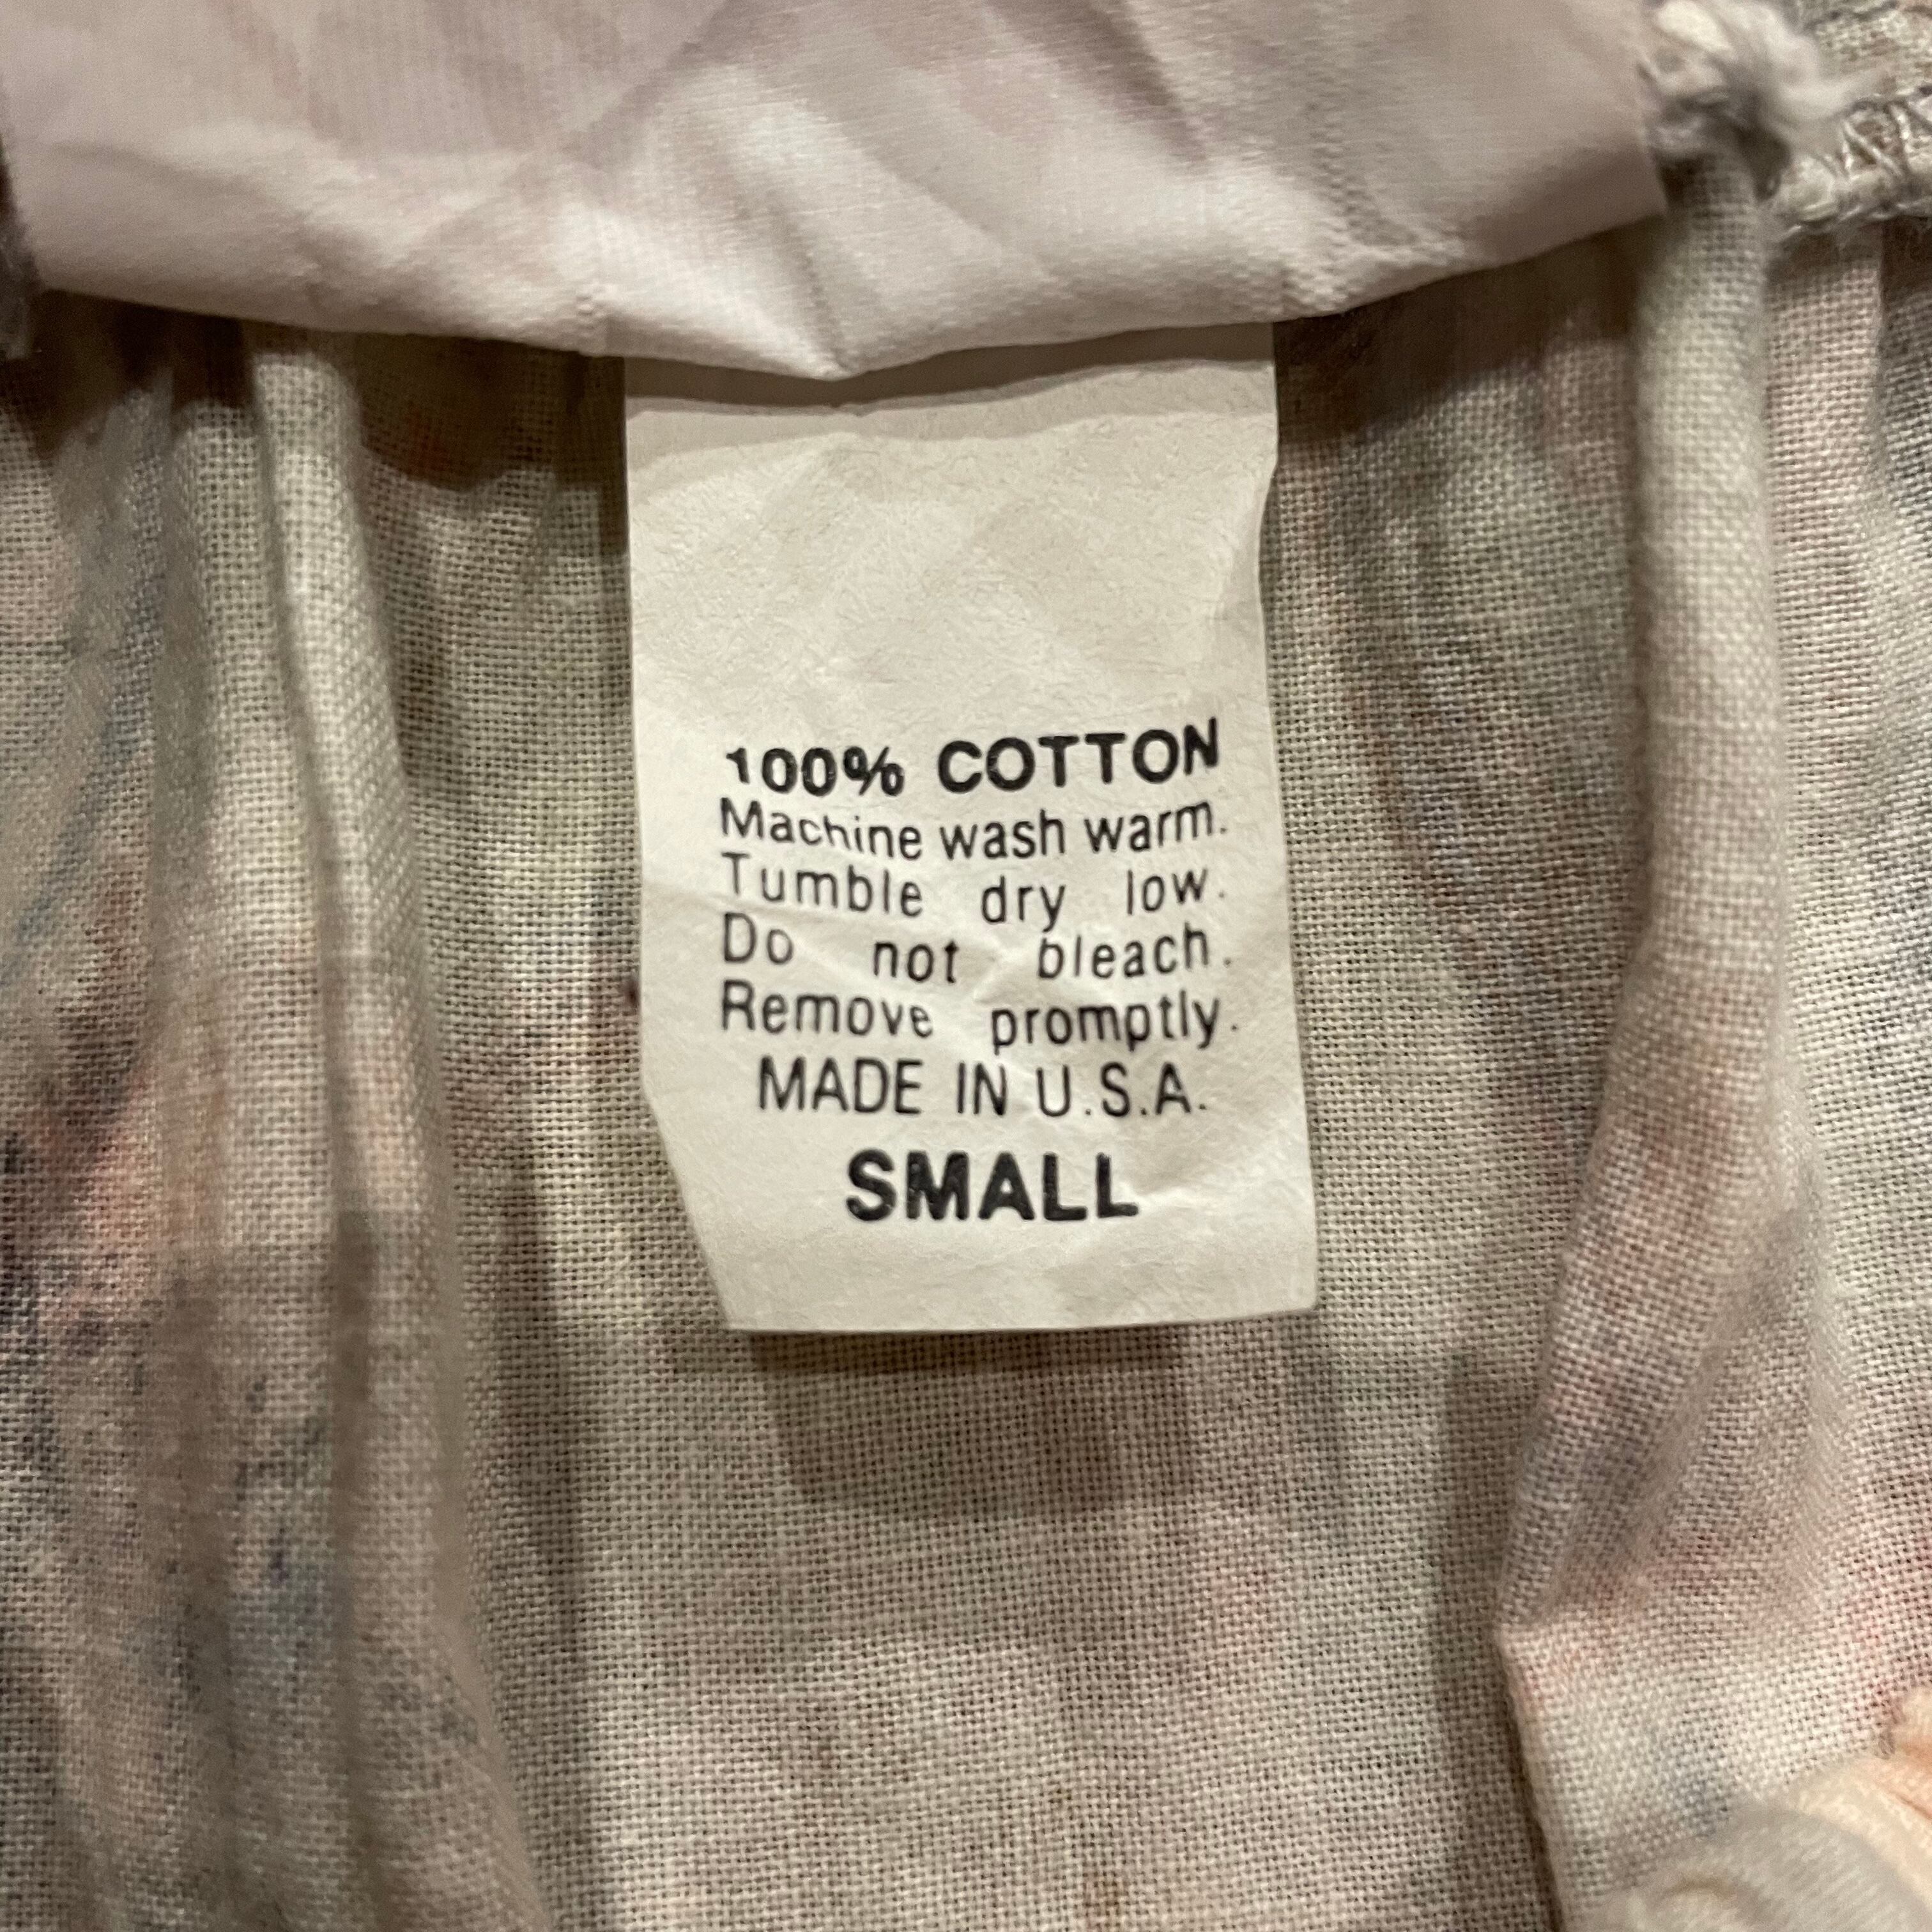 100% COTTON
Machine wash warm.
Tumble dry low.
Do not bleach.
Remove promptly.
MADE IN U.S.A.
SMALL